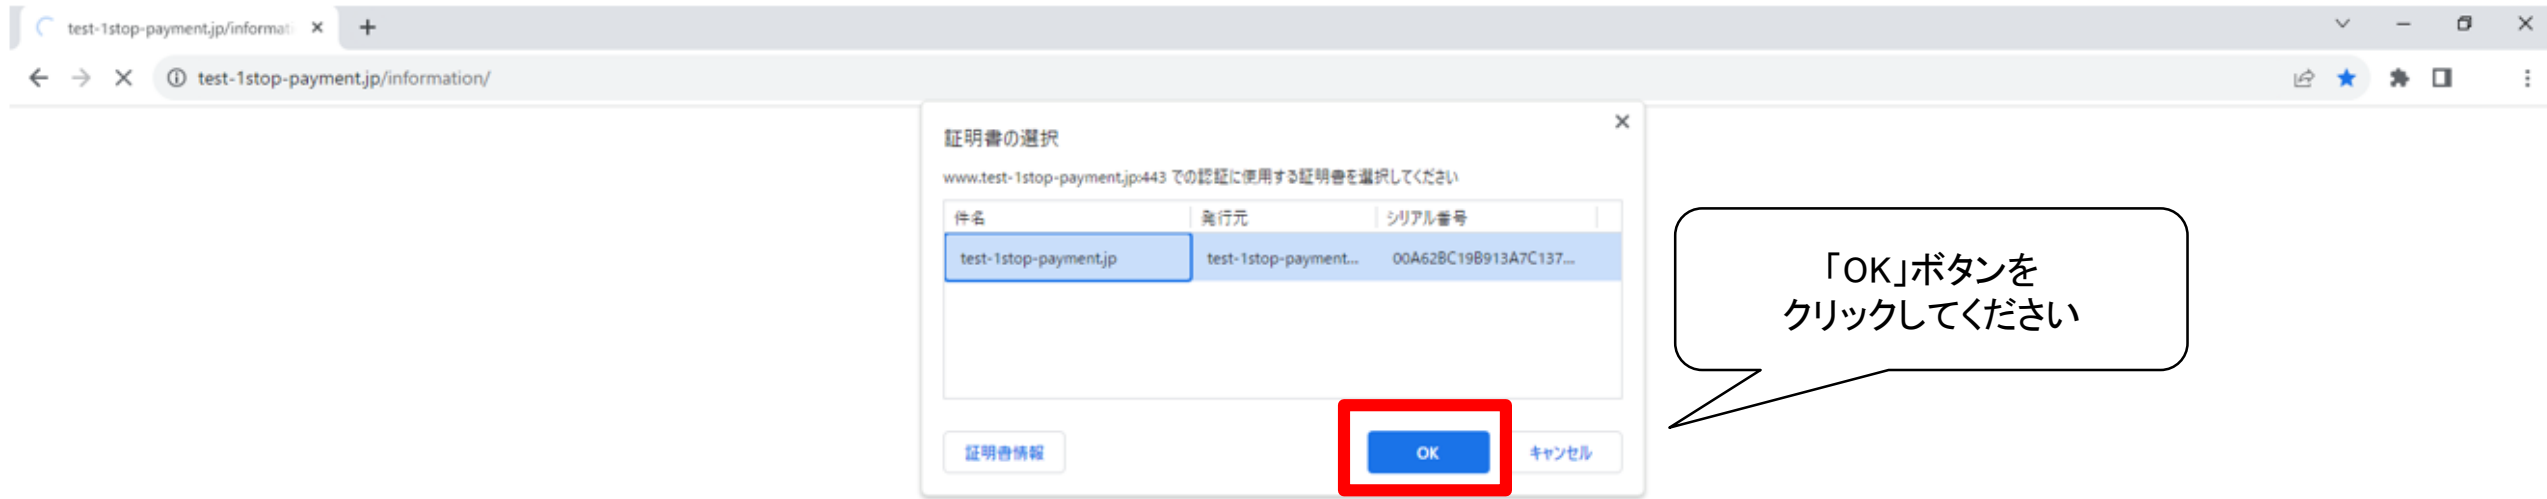 test-1stop-payment.jp/informati
test-1stop-payment.jp/information/
証明書の選択
www.test-1stop-payment.jp:443 での認証に使用する証明書を選択してください
件名 発行元 シリアル番号
test-1stop-payment.jp test-1stop-payment... 00A62BC19B913A7C137...
「OK」ボタンを
クリックしてください
証明書情報 OK キャンセル